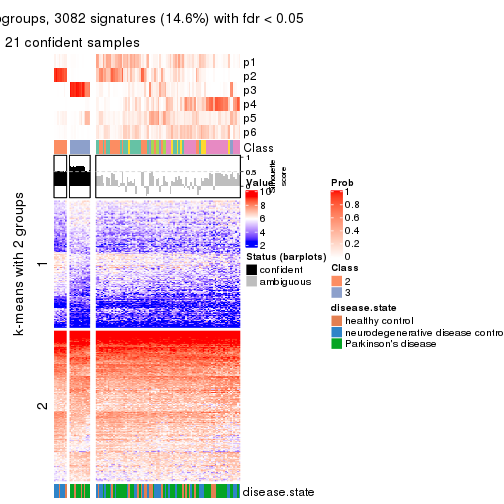 ogroups, 3082 signatures (14.6%) with fdr < 0.05
21 confident samples
p1
p2
p3
p4
p5
p6
Class
1
0.5
0
Silhouette
score
k-means with 2 groups
1
2
disease.state
Value
10
8
6
4
2
Status (barplots)
confident
ambiguous
Prob
1
0.8
0.6
0.4
0.2
0
Class
2
3
disease.state
healthy control
neurodegenerative disease contro
Parkinson's disease